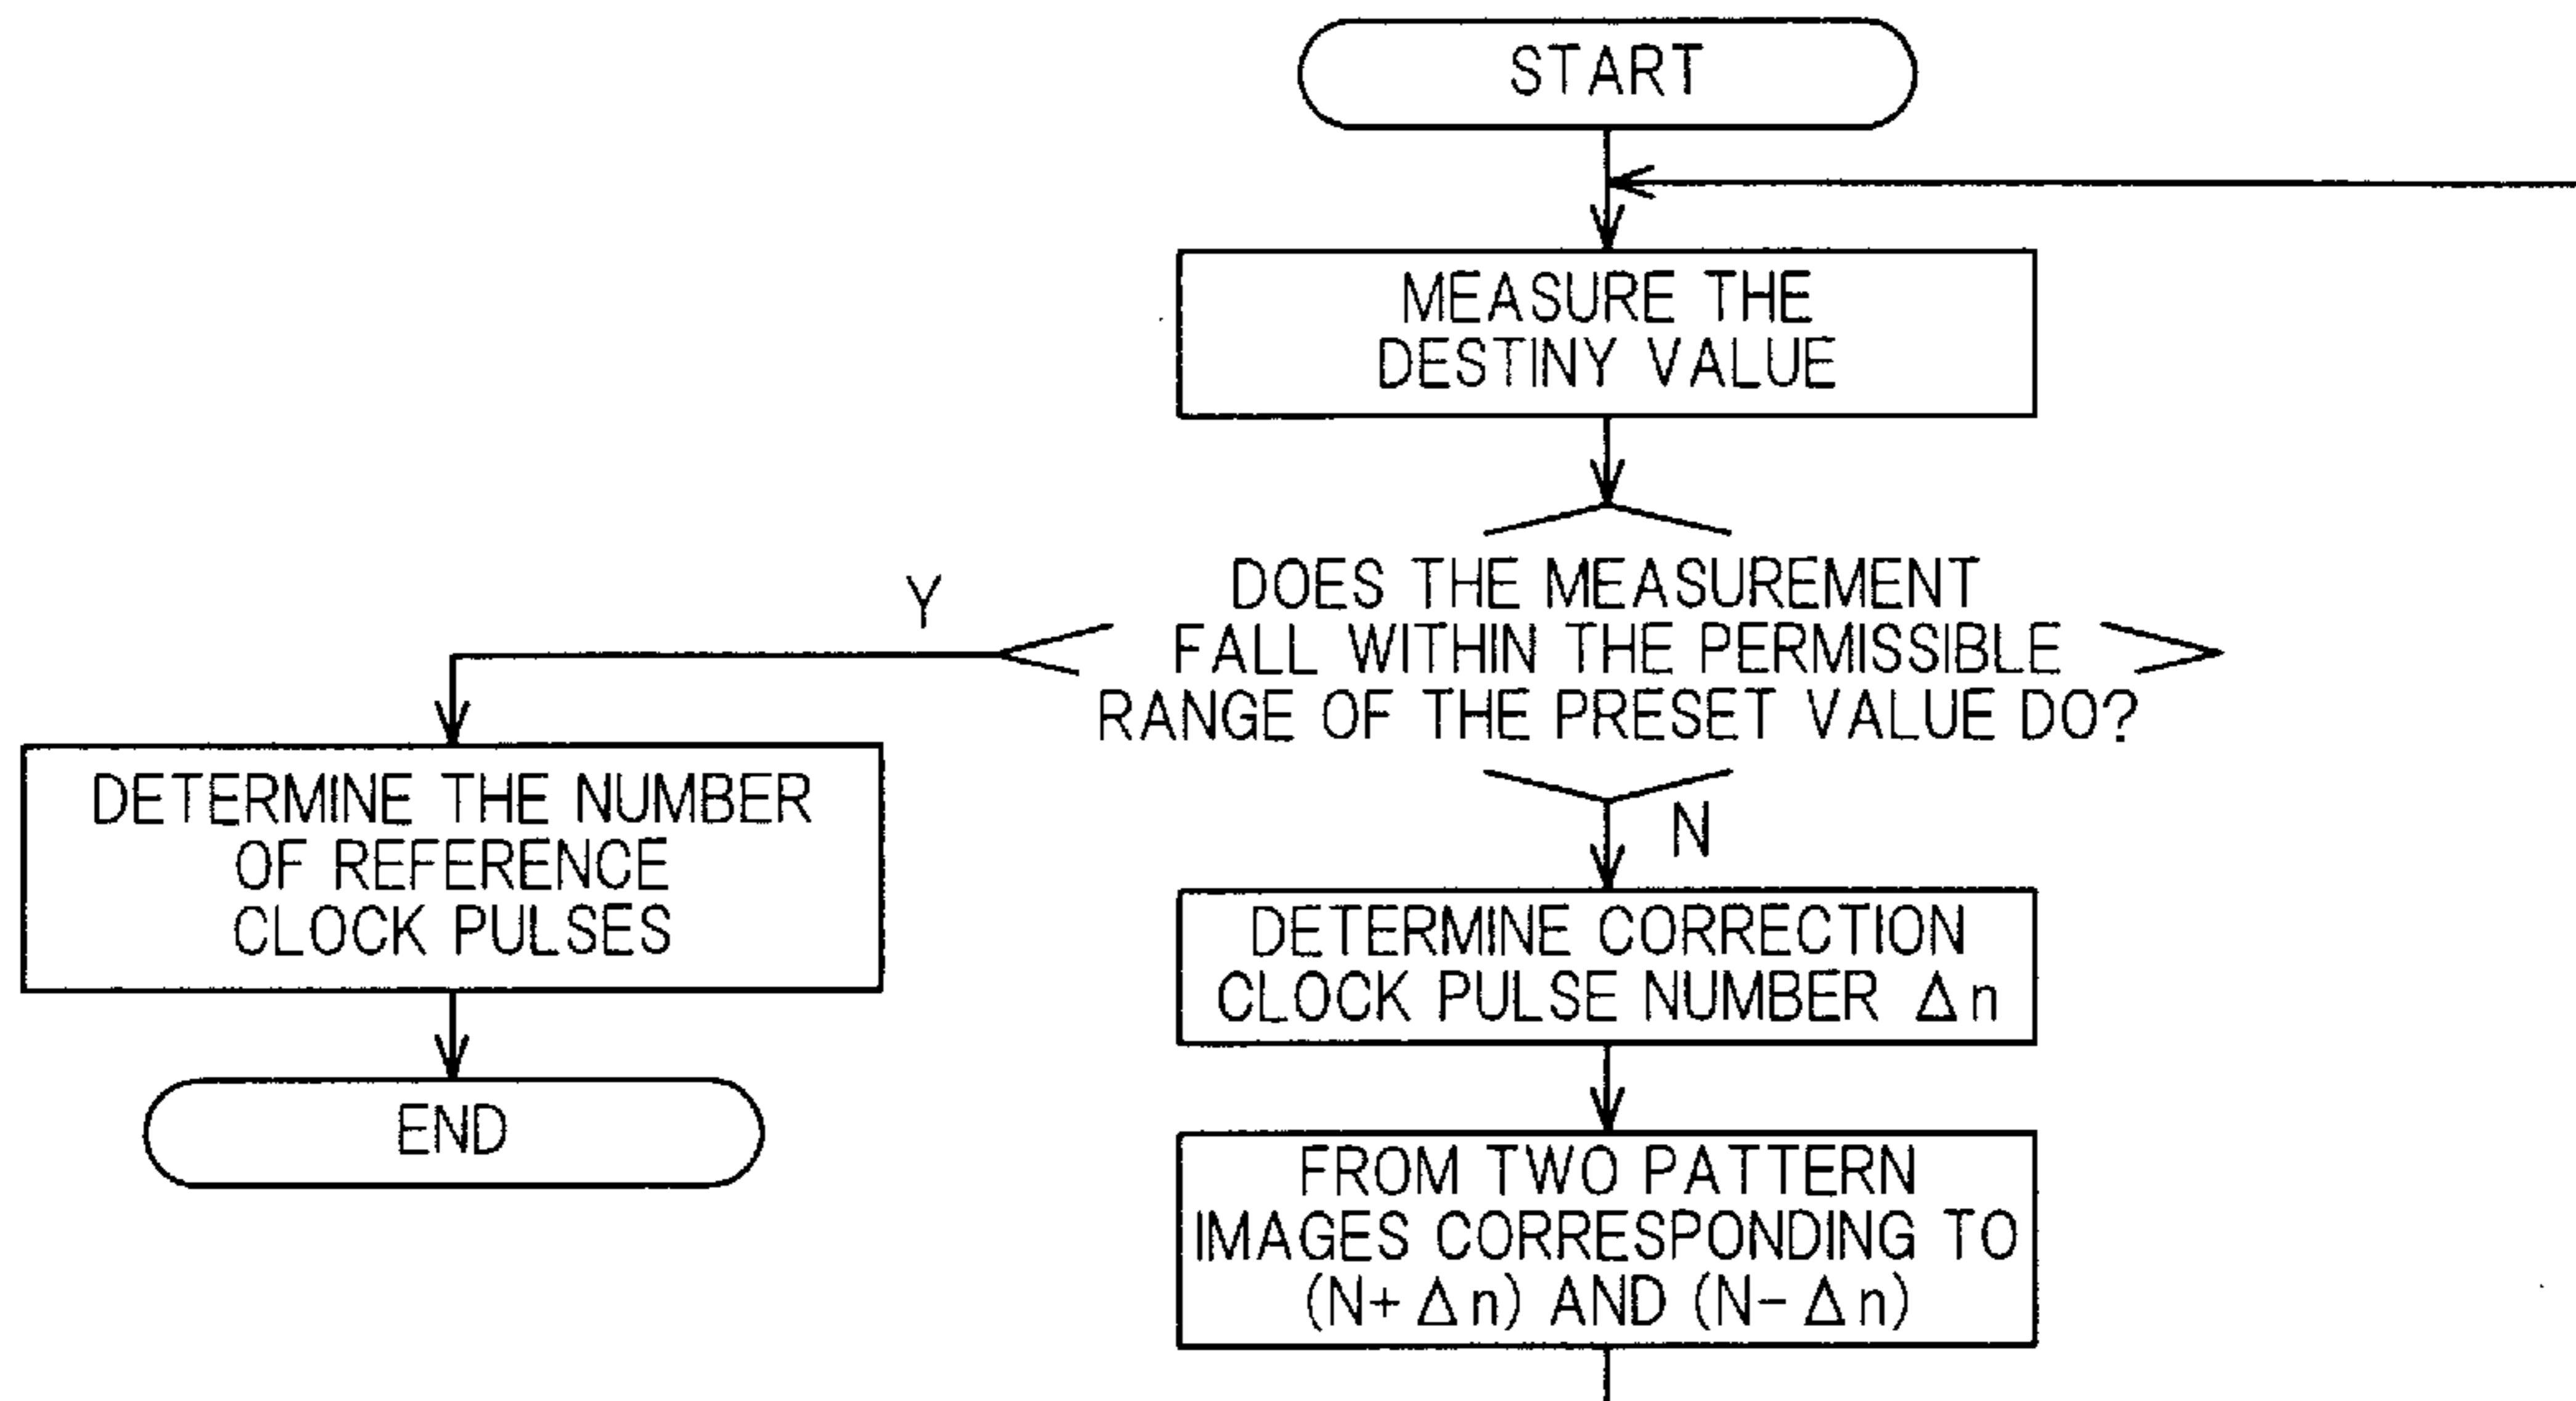 START
MEASURE THE
DESTINY VALUE
Y
DOES THE MEASUREMENT
FALL WITHIN THE PERMISSIBLE
RANGE OF THE PRESET VALUE DO?
N
DETERMINE THE NUMBER
OF REFERENCE
CLOCK PULSES
END
DETERMINE CORRECTION
CLOCK PULSE NUMBER Δn
FROM TWO PATTERN
IMAGES CORRESPONDING TO
(N+Δn) AND (N-Δn)